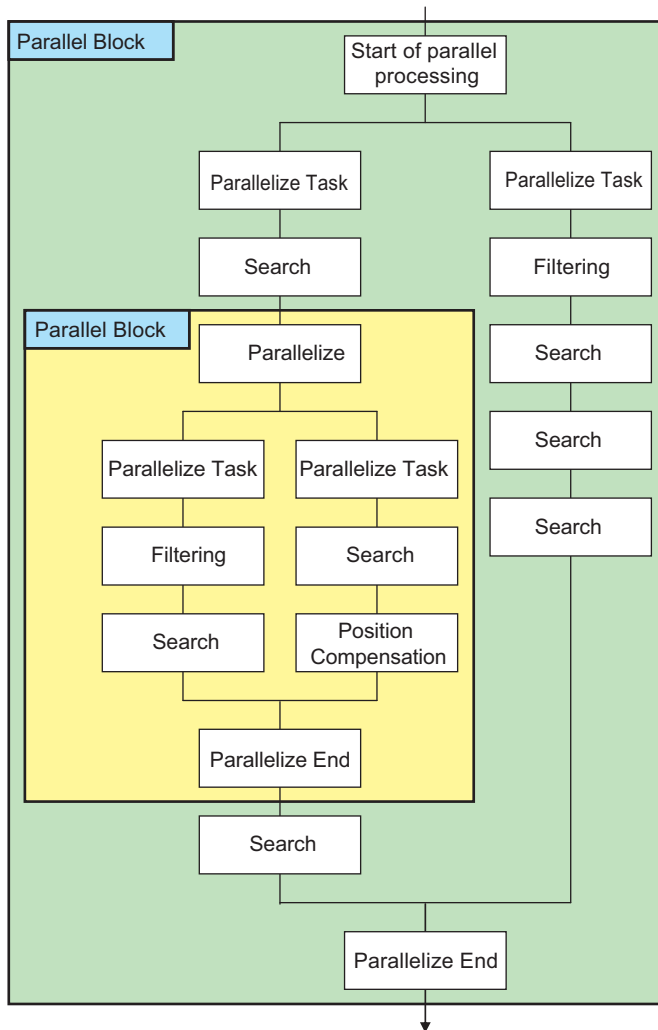 Parallel Block
Start of parallel
processing
Parallelize Task
Parallelize Task
Search
Filtering
Parallel Block
Parallelize
Search
Parallelize Task
Parallelize Task
Search
Filtering
Search
Search
Search
Position
Compensation
Parallelize End
Search
Parallelize End